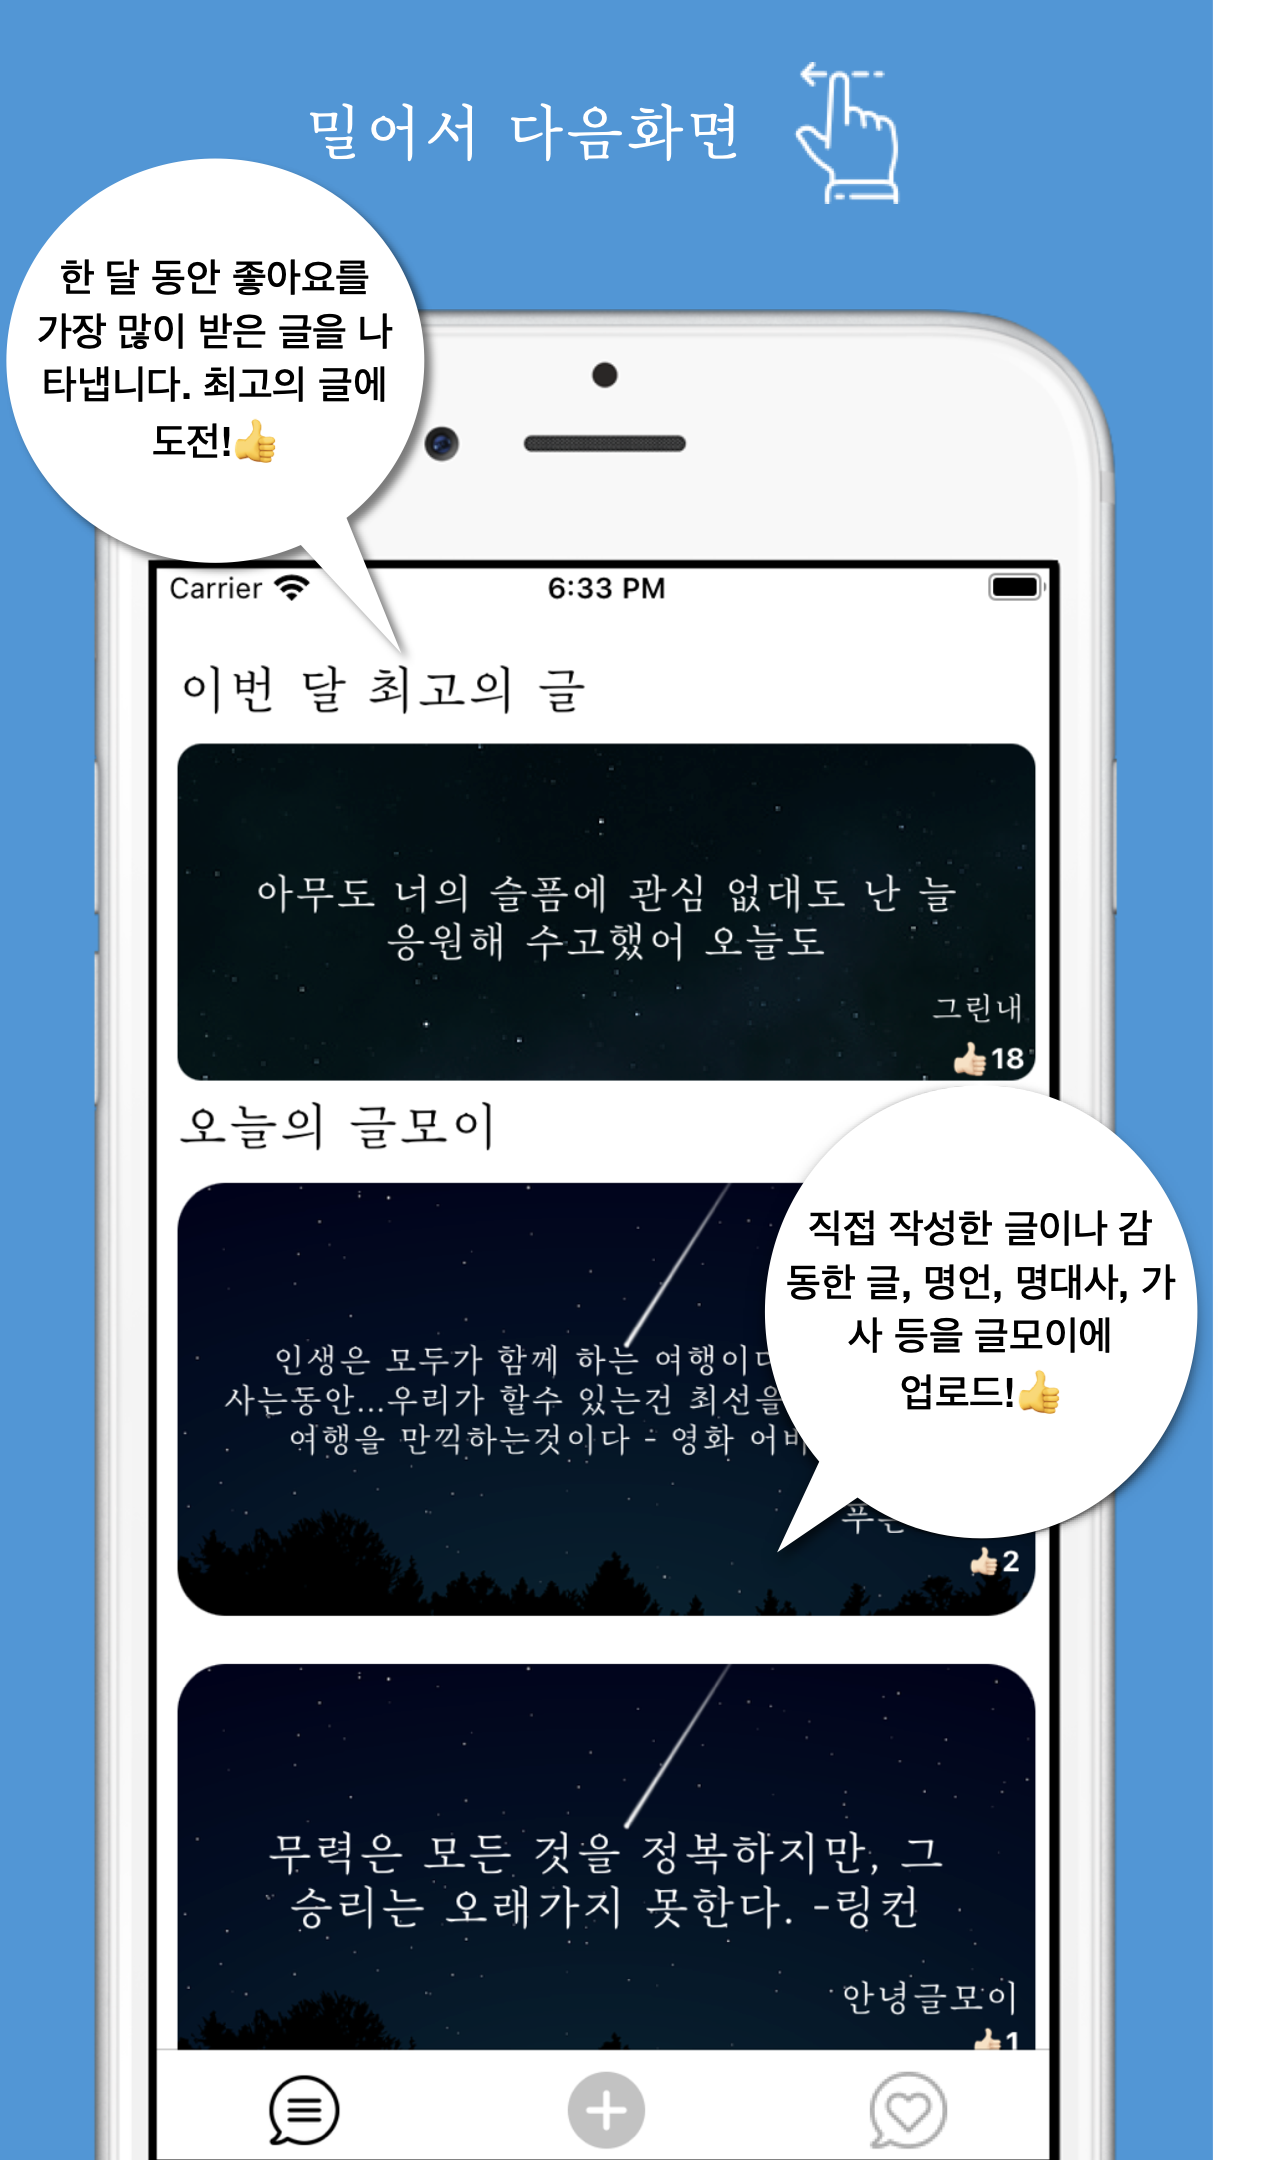 밀어서 다음화면
한 달 동안 좋아요를
가장 많이 받은 글을 나
타냅니다. 최고의 글에
도전!👍
Carrier 6:33 PM
이번 달 최고의 글
아무도 너의 슬픔에 관심 없대도 난 늘
응원해 수고했어 오늘도
그린내
👍18
오늘의 글모이
직접 작성한 글이나 감
동한 글, 명언, 명대사, 가
사 등을 글모이에
업로드!👍
인생은 모두가 함께 하는 여행이다
사는동안...우리가 할수 있는건 최선을
여행을 만끽하는것이다 - 영화 어바
👍2
무력은 모든 것을 정복하지만, 그
승리는 오래가지 못한다. -링컨
안녕글모이
👍1